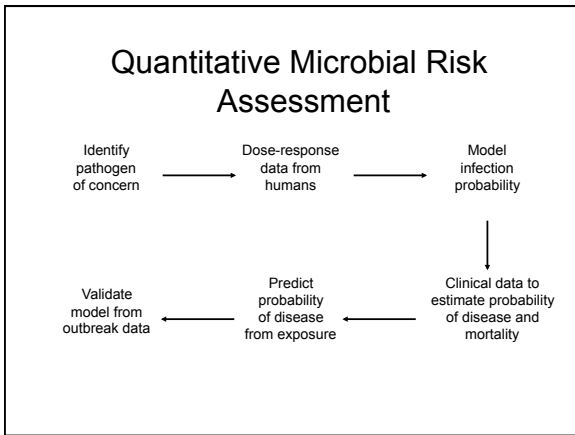 Quantitative Microbial Risk
Assessment
Identify
pathogen
of concern
Dose-response
data from
humans
Model
infection
probability
Clinical data to
estimate probability
of disease and
mortality
Predict
probability
of disease
from exposure
Validate
model from
outbreak data